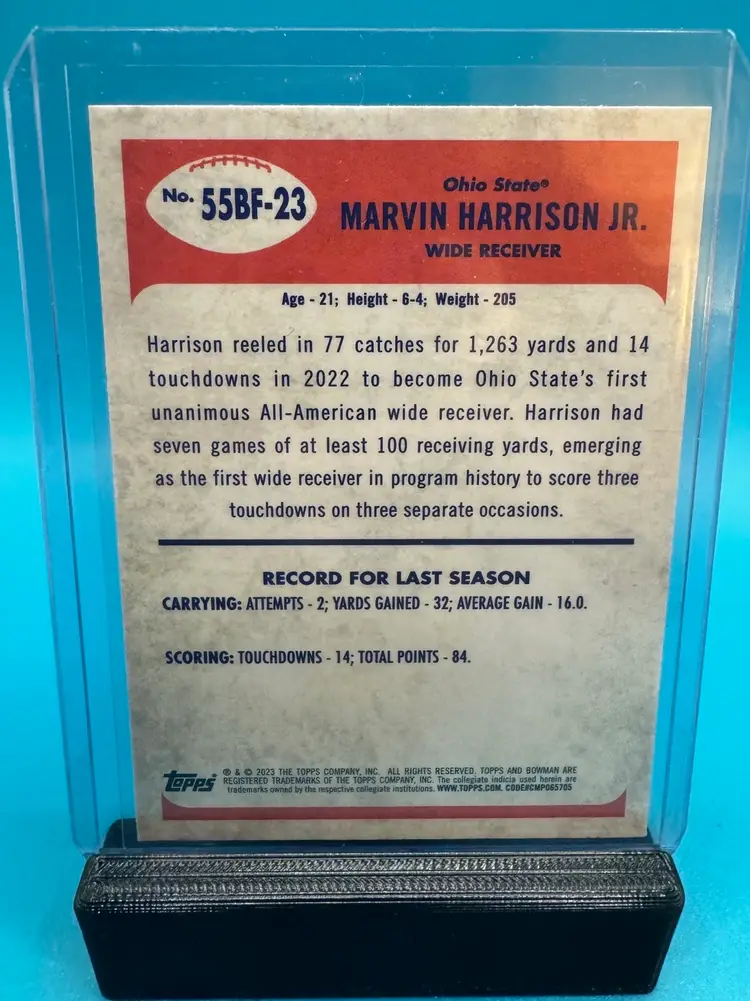 No. 55BF-23
Ohio State®
MARVIN HARRISON JR.
WIDE RECEIVER
Age - 21; Height - 6-4; Weight - 205
Harrison reeled in 77 catches for 1,263 yards and 14
touchdowns in 2022 to become Ohio State's first
unanimous All-American wide receiver. Harrison had
seven games of at least 100 receiving yards, emerging
as the first wide receiver in program history to score three
touchdowns on three separate occasions.
RECORD FOR LAST SEASON
CARRYING: ATTEMPTS - 2; YARDS GAINED - 32; AVERAGE GAIN - 16.0.
SCORING: TOUCHDOWNS - 14; TOTAL POINTS - 84.
topps
® & © 2023 THE TOPPS COMPANY, INC. ALL RIGHTS RESERVED. TOPPS AND BOWMAN ARE
REGISTERED TRADEMARKS OF THE TOPPS COMPANY, INC. The collegiate indicia used herein are
trademarks owned by the respective collegiate institutions. WWW.TOPPS.COM. CODE#CMP065705